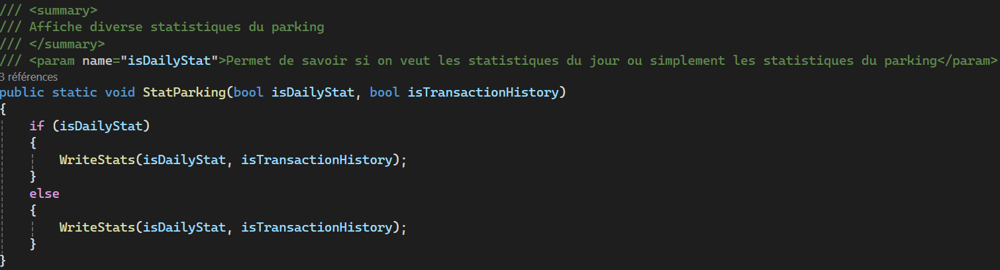 /// <summary>
/// Affiche diverse statistiques du parking
/// </summary>
/// <param name="isDailyStat">Permet de savoir si on veut les statistiques du jour ou simplement les statistiques du parking</param>
3 références
public static void StatParking(bool isDailyStat, bool isTransactionHistory)
{
    if (isDailyStat)
    {
        WriteStats(isDailyStat, isTransactionHistory);
    }
    else
    {
        WriteStats(isDailyStat, isTransactionHistory);
    }
}